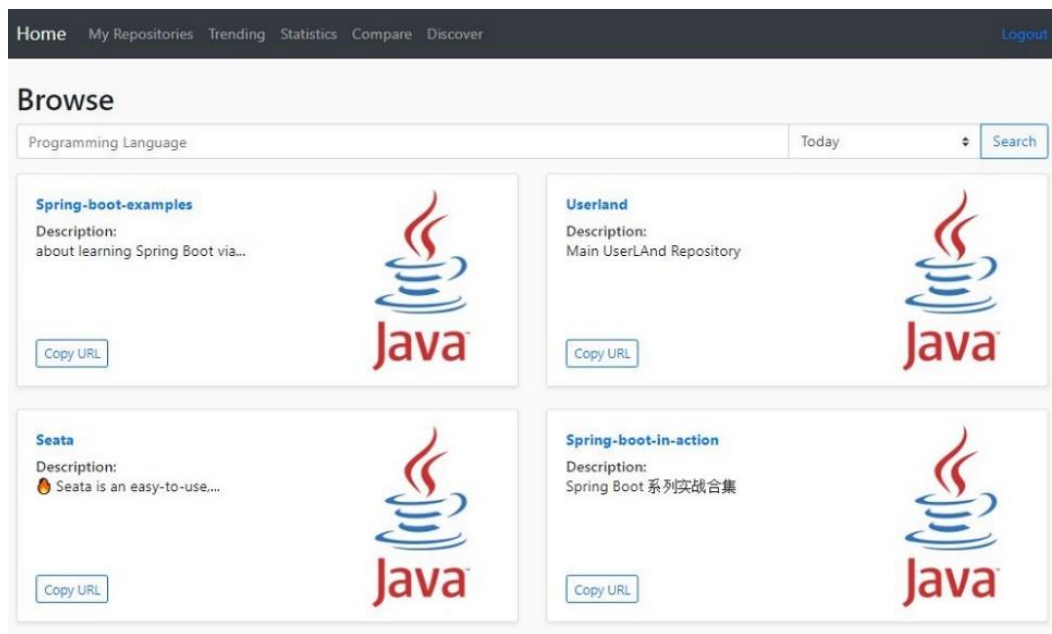 Home My Repositories Trending Statistics Compare Discover Logout
Browse
Programming Language Today Search
Spring-boot-examples
Description:
about learning Spring Boot via...
Copy URL
Java
Userland
Description:
Main UserLAnd Repository
Copy URL
Java
Seata
Description:
🔥 Seata is an easy-to-use,...
Copy URL
Java
Spring-boot-in-action
Description:
Spring Boot 系列实战合集
Copy URL
Java